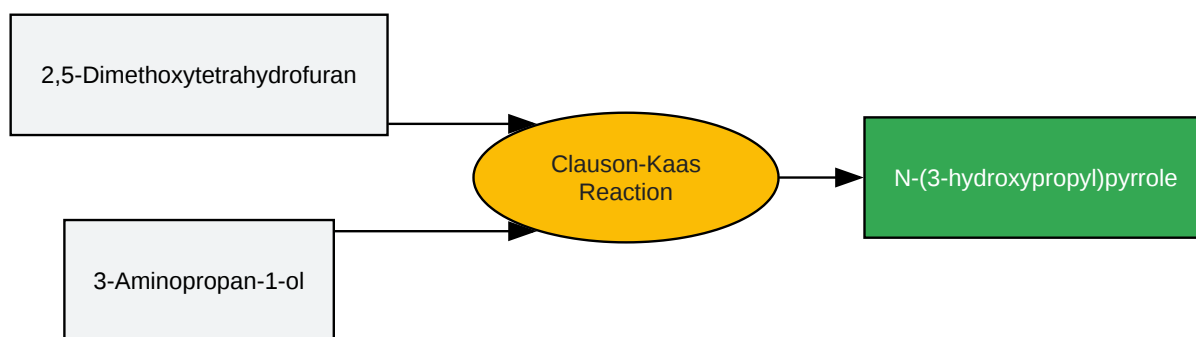 2,5-Dimethoxytetrahydrofuran
3-Aminopropan-1-ol
Clauson-Kaas
Reaction
N-(3-hydroxypropyl)pyrrole